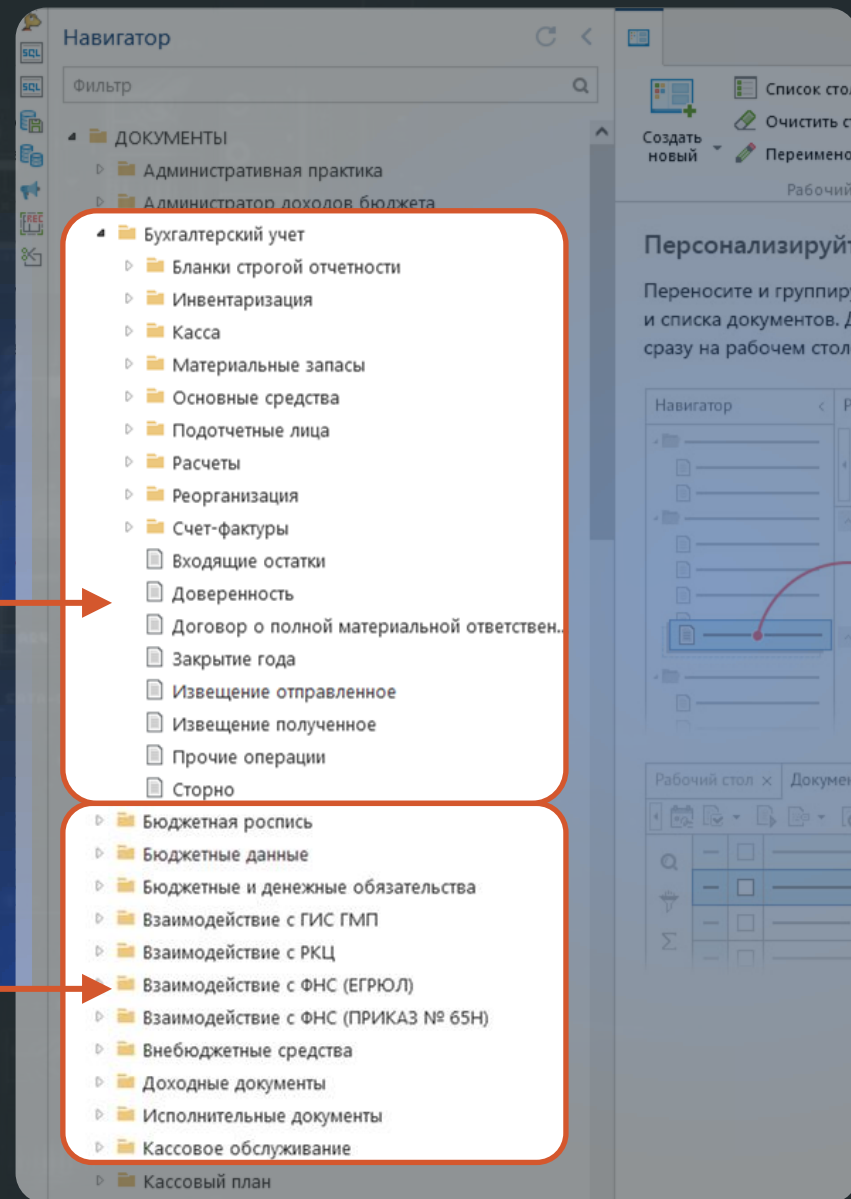 Навигатор
SQL
SQL
Фильтр
ДОКУМЕНТЫ
Административная практика
Администратор доходов бюджета
REC
Бухгалтерский учет
Бланки строгой отчетности
Инвентаризация
Касса
Материальные запасы
Основные средства
Подотчетные лица
Расчеты
Реорганизация
Счет-фактуры
Входящие остатки
Доверенность
Договор о полной материальной ответствен..
Закрытие года
Извещение отправленное
Извещение полученное
Прочие операции
Сторно
Бюджетная роспись
Бюджетные данные
Бюджетные и денежные обязательства
Взаимодействие с ГИС ГМП
Взаимодействие с РКЦ
Взаимодействие с ФНС (ЕГРЮЛ)
Взаимодействие с ФНС (ПРИКАЗ № 65Н)
Внебюджетные средства
Доходные документы
Исполнительные документы
Кассовое обслуживание
Кассовый план
Создать
новый
Список сто
Очистить с
Переимено
Рабочий
Персонализируйт
Переносите и группиру
и списка документов. Д
сразу на рабочем стол
Навигатор
Р
Рабочий стол × Докумен